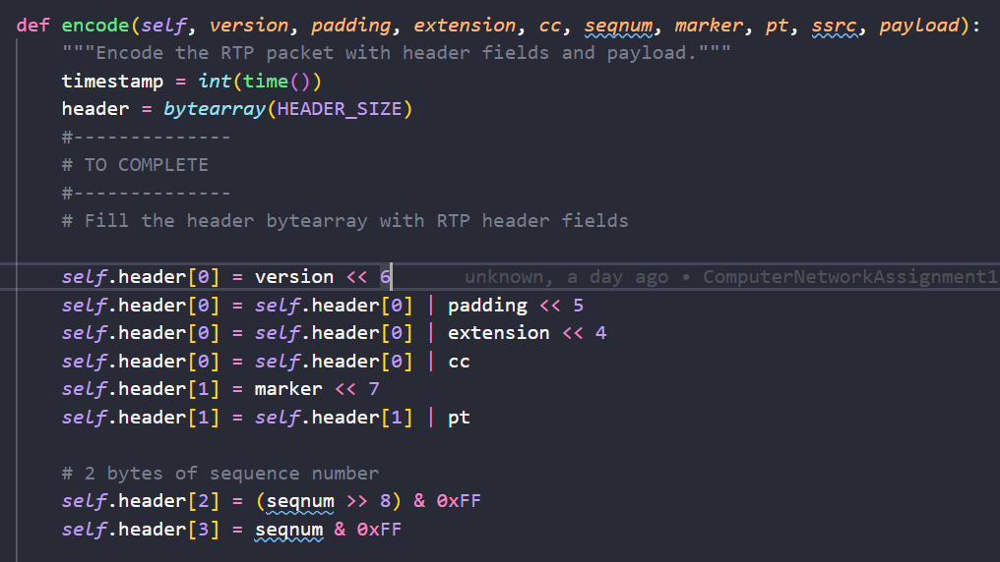 def encode(self, version, padding, extension, cc, seqnum, marker, pt, ssrc, payload):
    """Encode the RTP packet with header fields and payload."""
    timestamp = int(time())
    header = bytearray(HEADER_SIZE)
    #--------------
    # TO COMPLETE
    #--------------
    # Fill the header bytearray with RTP header fields

    self.header[0] = version << 6 unknown, a day ago • ComputerNetworkAssignment1
    self.header[0] = self.header[0] | padding << 5
    self.header[0] = self.header[0] | extension << 4
    self.header[0] = self.header[0] | cc
    self.header[1] = marker << 7
    self.header[1] = self.header[1] | pt

    # 2 bytes of sequence number
    self.header[2] = (seqnum >> 8) & 0xFF
    self.header[3] = seqnum & 0xFF